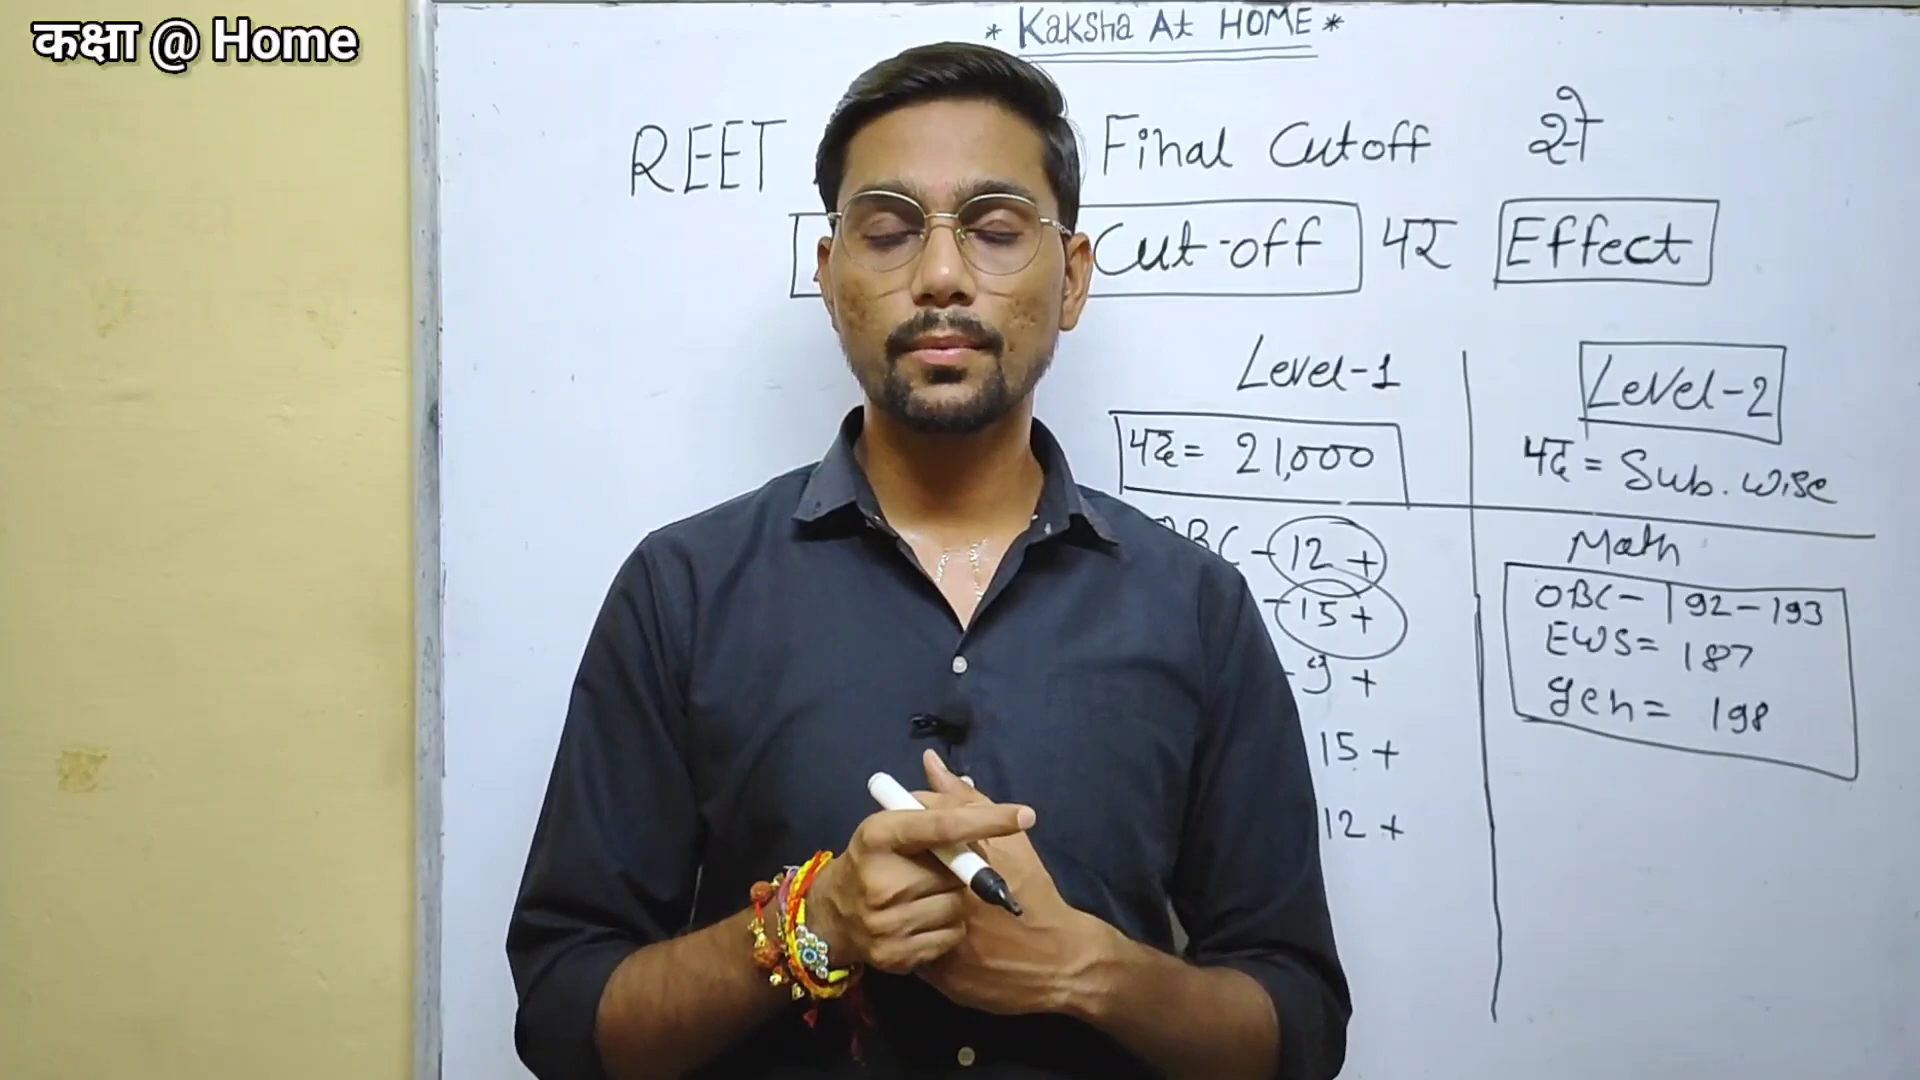 कक्षा @ Home
* Kaksha At HOME *
REET Final Cutoff से
Cut-off पर Effect
Level-1
पद = 21,000
OBC - 12 +
- 15 +
- 9 +
15 +
12 +
Level-2
पद = Sub. wise
Math
OBC - 192 - 193
EWS = 187
gen = 198